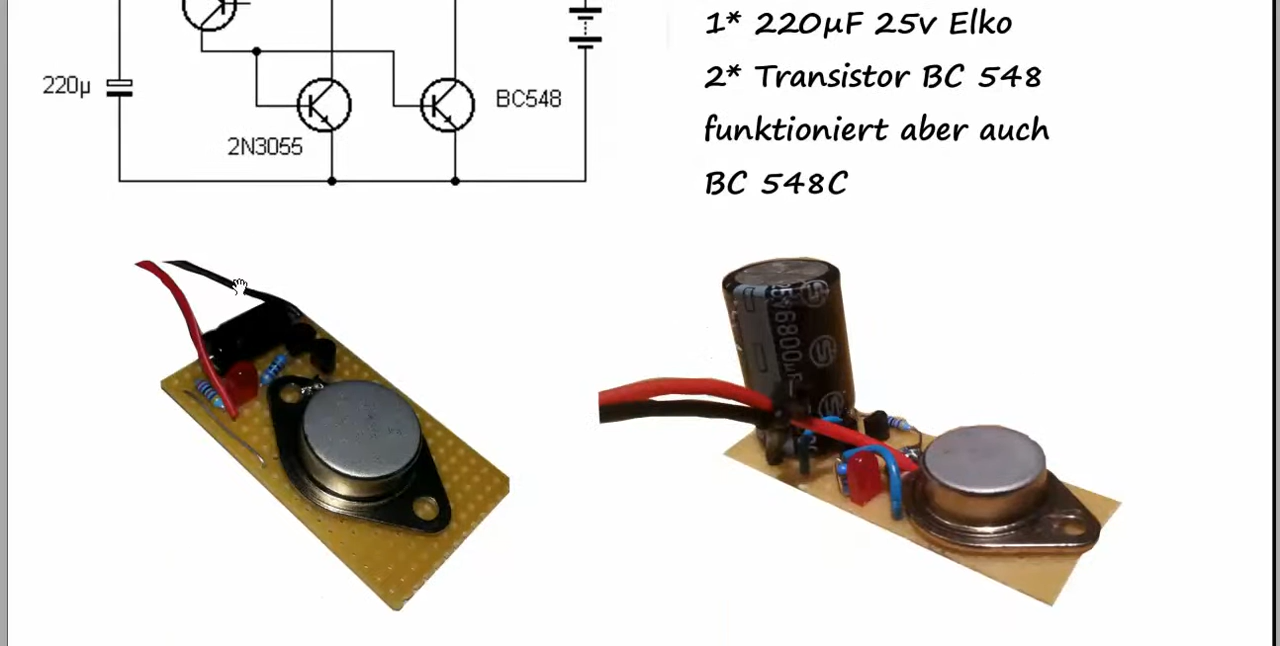 1* 220µF 25v Elko
220µ
2* Transistor BC 548
BC548
funktioniert aber auch
2N3055
BC 548C
6800µF